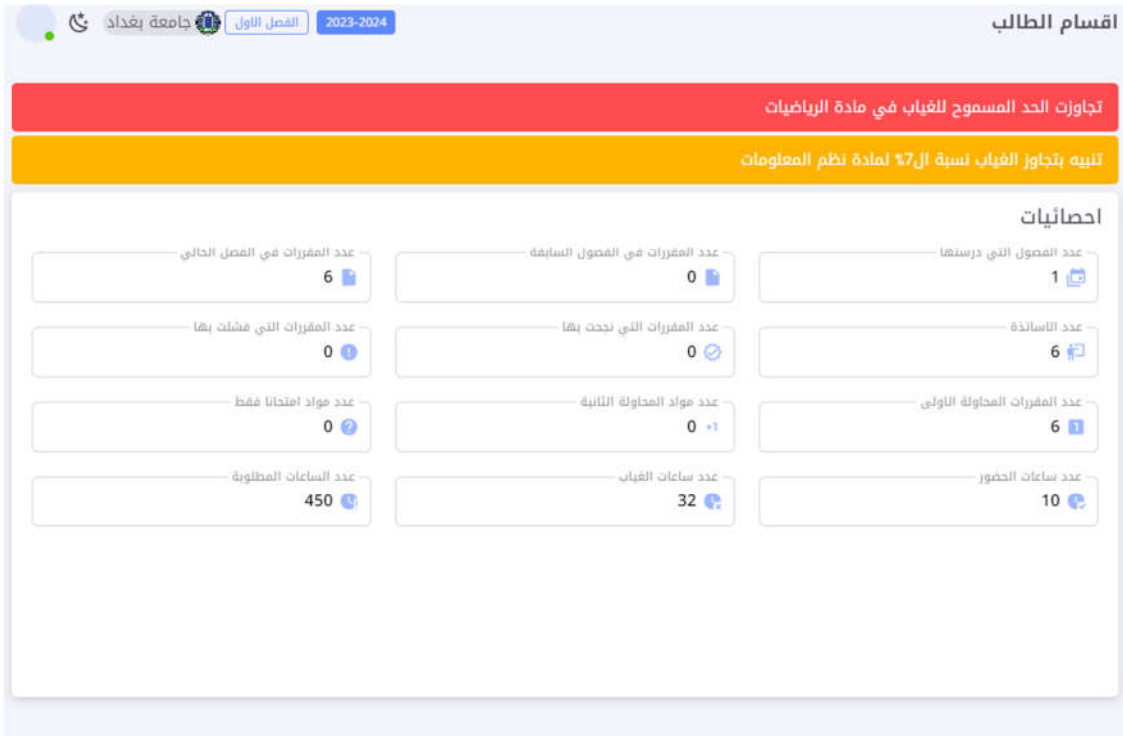 اقسام الطالب
2023-2024 الفصل الاول جامعة بغداد
تجاوزت الحد المسموح للغياب في مادة الرياضيات
تنبيه بتجاوز الغياب نسبة ال7% لمادة نظم المعلومات
احصائيات
عدد الفصول التي درستها
1
عدد المقررات في الفصول السابقة
0
عدد المقررات في الفصل الحالي
6
عدد الاساتذة
6
عدد المقررات التي نجحت بها
0
عدد المقررات التي فشلت بها
0
عدد المقررات المحاولة الاولى
6
عدد مواد المحاولة الثانية
+1 0
عدد مواد امتحانا فقط
0
عدد ساعات الحضور
10
عدد ساعات الغياب
32
عدد الساعات المطلوبة
450